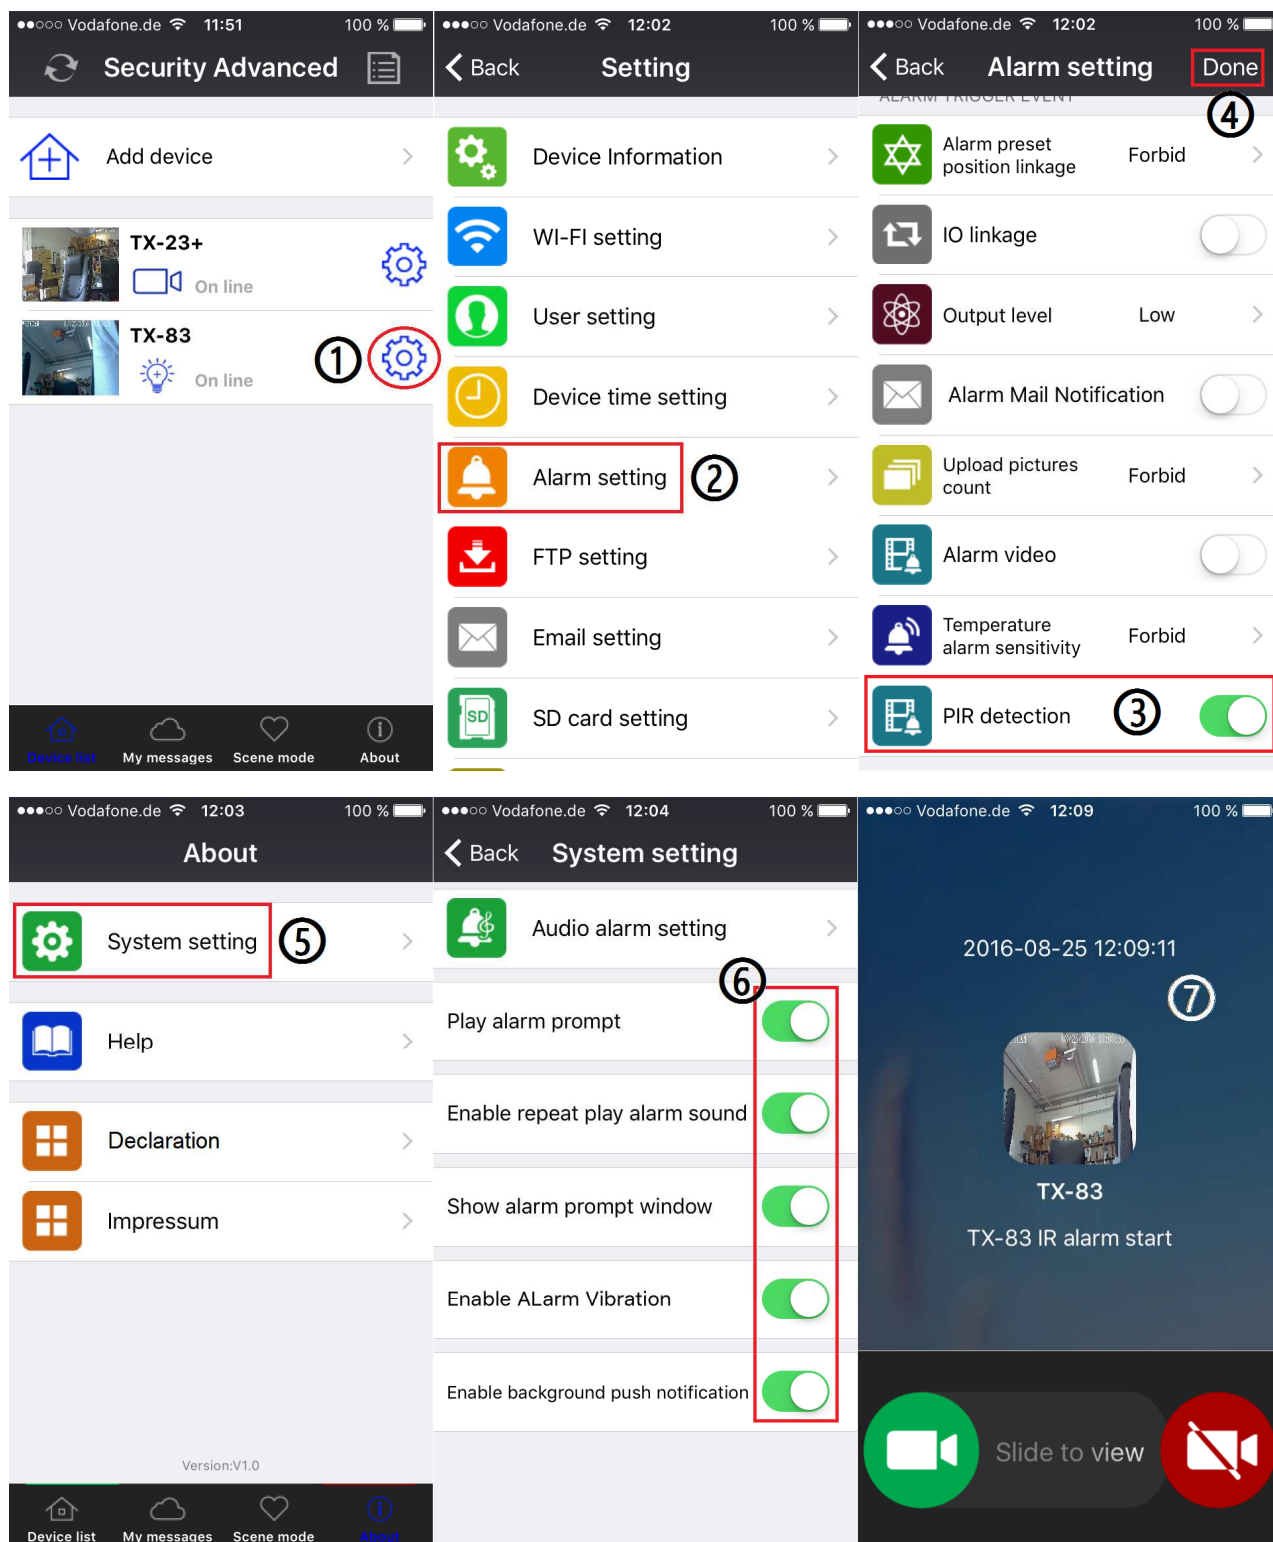 Vodafone.de 11:51 100 %
Security Advanced
Add device
TX-23+
On line
TX-83
On line
①
Device list
My messages
Scene mode
About
Vodafone.de 12:02 100 %
Back Setting
Device Information
WI-FI setting
User setting
Device time setting
Alarm setting ②
FTP setting
Email setting
SD
SD card setting
Vodafone.de 12:02 100 %
Back Alarm setting Done
④
ALARM TRIGGER EVENT
Alarm preset
position linkage
Forbid
IO linkage
Output level Low
Alarm Mail Notification
Upload pictures
count
Forbid
Alarm video
Temperature
alarm sensitivity
Forbid
PIR detection ③
Vodafone.de 12:03 100 %
About
System setting ⑤
Help
Declaration
Impressum
Version:V1.0
Device list
My messages
Scene mode
About
Vodafone.de 12:04 100 %
Back System setting
Audio alarm setting
⑥
Play alarm prompt
Enable repeat play alarm sound
Show alarm prompt window
Enable ALarm Vibration
Enable background push notification
Vodafone.de 12:09 100 %
2016-08-25 12:09:11
⑦
TX-83
TX-83 IR alarm start
Slide to view